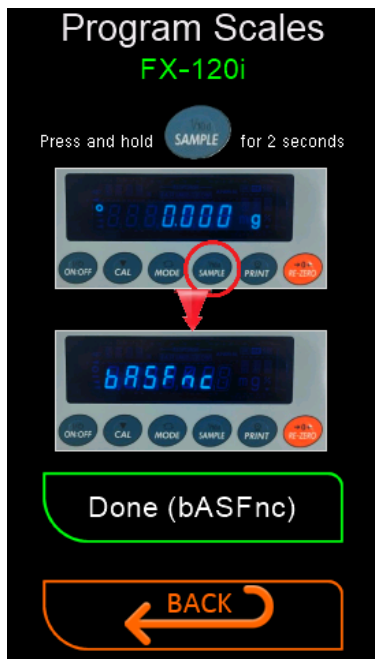 Program Scales
FX-120i
Press and hold SAMPLE for 2 seconds
0.000 g
ON:OFF CAL MODE SAMPLE PRINT RE-ZERO
bASFnc
ON:OFF CAL MODE SAMPLE PRINT RE-ZERO
Done (bASFnc)
BACK